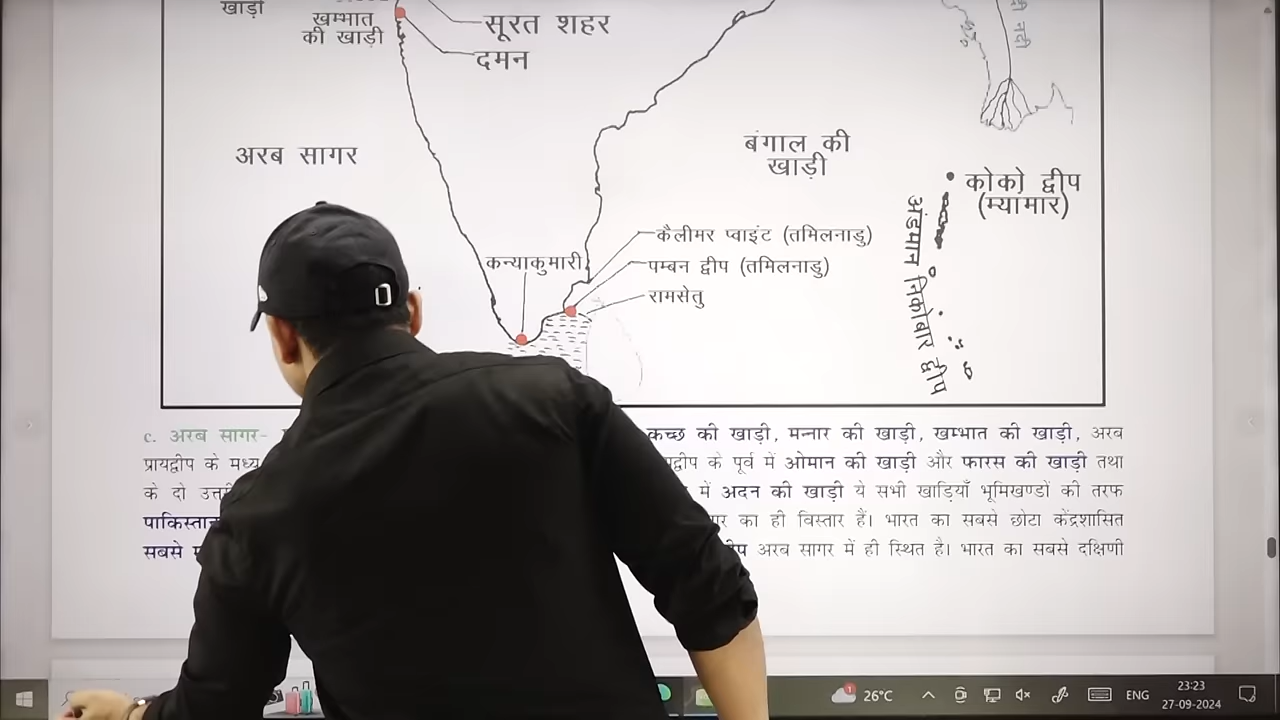 खाड़ी
खम्भात
की खाड़ी
सूरत शहर
दमन
नदी
अरब सागर
बंगाल की
खाड़ी
कोको द्वीप
(म्यामार)
अंडमान निकोबार द्वीप
कैलीमर प्वाइंट (तमिलनाडु)
कन्याकुमारी
पम्बन द्वीप (तमिलनाडु)
रामसेतु
c. अरब सागर- कच्छ की खाड़ी, मन्नार की खाड़ी, खम्भात की खाड़ी, अरब
प्रायद्वीप के मध्य के पूर्व में ओमान की खाड़ी और फारस की खाड़ी तथा
के दो उत्तरी में अदन की खाड़ी ये सभी खाड़ियाँ भूमिखण्डों की तरफ
पाकिस्तान का ही विस्तार हैं। भारत का सबसे छोटा केंद्रशासित
सबसे अरब सागर में ही स्थित है। भारत का सबसे दक्षिणी
26°C
ENG
23:23
27-09-2024